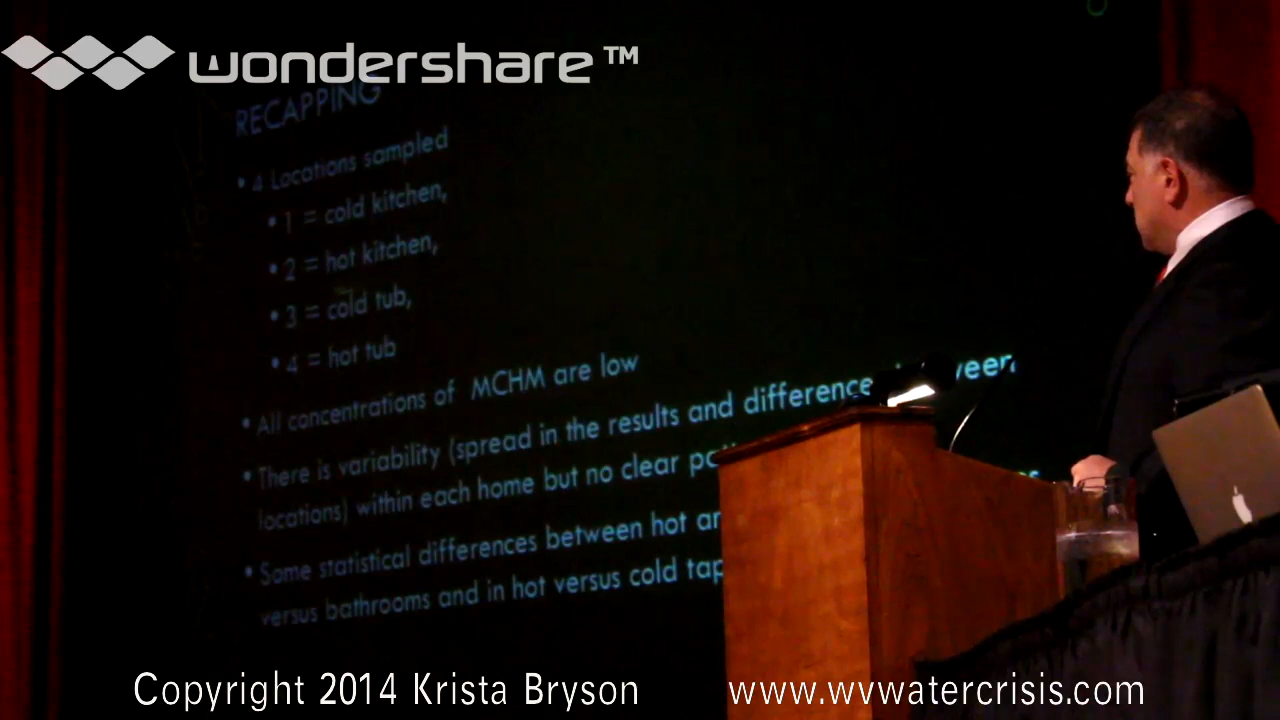 wondershare™
RECAPPING
• 4 Locations sampled
• 1 = cold kitchen,
• 2 = hot kitchen,
• 3 = cold tub,
• 4 = hot tub
• All concentrations of MCHM are low
• There is variability (spread in the results and difference
locations) within each home but no clear
• Some statistical differences between hot
versus bathrooms and in hot versus cold
Copyright 2014 Krista Bryson www.wvwatercrisis.com